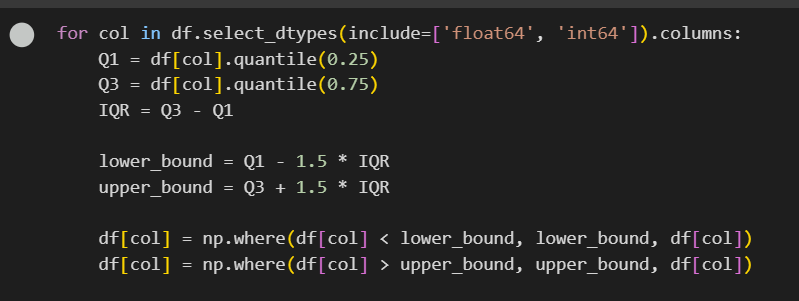 for col in df.select_dtypes(include=['float64', 'int64']).columns:
    Q1 = df[col].quantile(0.25)
    Q3 = df[col].quantile(0.75)
    IQR = Q3 - Q1

    lower_bound = Q1 - 1.5 * IQR
    upper_bound = Q3 + 1.5 * IQR

    df[col] = np.where(df[col] < lower_bound, lower_bound, df[col])
    df[col] = np.where(df[col] > upper_bound, upper_bound, df[col])